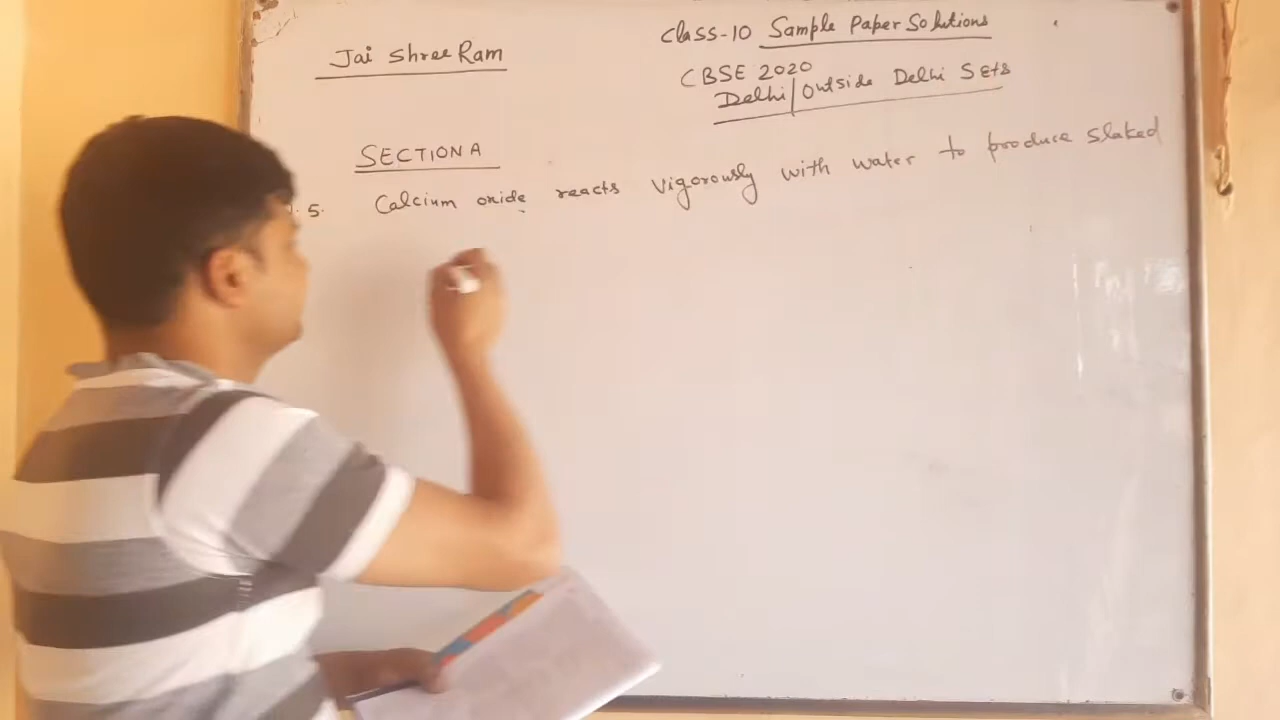 Jai Shree Ram
Class-10 Sample Paper Solutions
CBSE 2020
Delhi/Outside Delhi Sets
SECTION A
5. Calcium oxide reacts vigorously with water to produce slaked